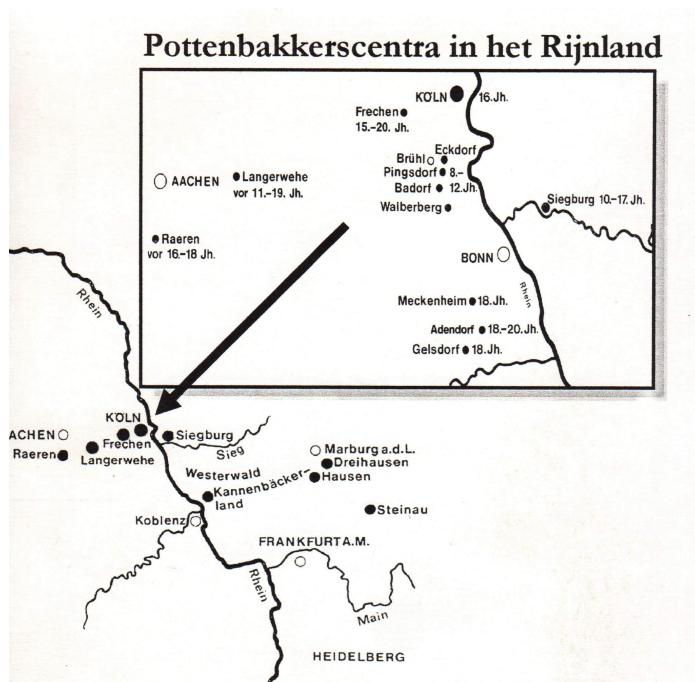 Pottenbakkerscentra in het Rijnland
KÖLN 16.Jh.
Frechen
15.–20. Jh.
Eckdorf
Brühl
Pingsdorf 8.–
Badorf 12.Jh.
Walberberg
AACHEN
Langerwehe
vor 11.–19. Jh.
Siegburg 10.–17. Jh.
Raeren
vor 16.–18 Jh.
BONN
Rhein
Meckenheim 18.Jh.
Adendorf 18.–20.Jh.
Gelsdorf 18.Jh.
Rhein
KÖLN
ACHEN
Frechen
Siegburg
Raeren
Langerwehe
Sieg
Marburg a.d.L.
Dreihausen
Westerwald
Hausen
Kannenbäcker–
land
Steinau
Koblenz
FRANKFURT A.M.
Rhein
Main
HEIDELBERG